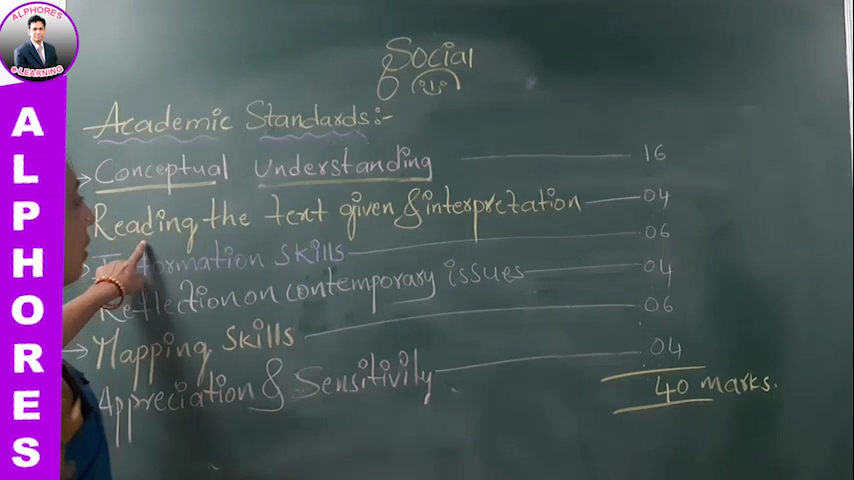 ALPHORES
e-LEARNING
ALPHORES
Social
Academic Standards:-
Conceptual Understanding 16
Reading the text given & interpretation 04
Information skills 06
Reflection on contemporary issues 04
Mapping skills 06
Appreciation & Sensitivity 04
40 marks.